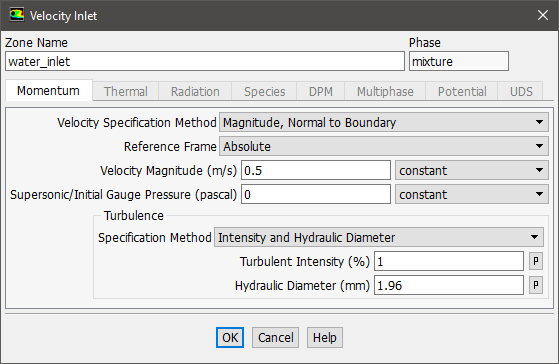 Velocity Inlet
Zone Name Phase
water_inlet mixture
Momentum Thermal Radiation Species DPM Multiphase Potential UDS
Velocity Specification Method Magnitude, Normal to Boundary
Reference Frame Absolute
Velocity Magnitude (m/s) 0.5 constant
Supersonic/Initial Gauge Pressure (pascal) 0 constant
Turbulence
Specification Method Intensity and Hydraulic Diameter
Turbulent Intensity (%) 1 P
Hydraulic Diameter (mm) 1.96 P
OK Cancel Help